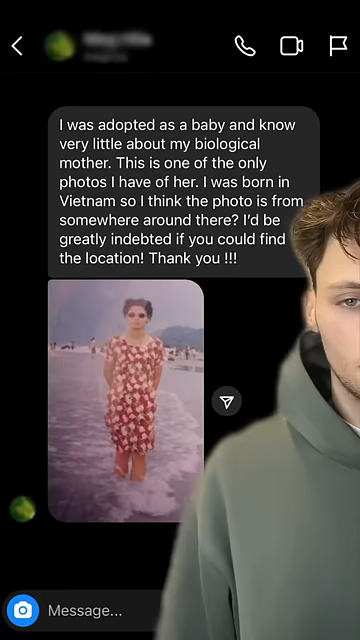 I was adopted as a baby and know
very little about my biological
mother. This is one of the only
photos I have of her. I was born in
Vietnam so I think the photo is from
somewhere around there? I'd be
greatly indebted if you could find
the location! Thank you !!!
Message...